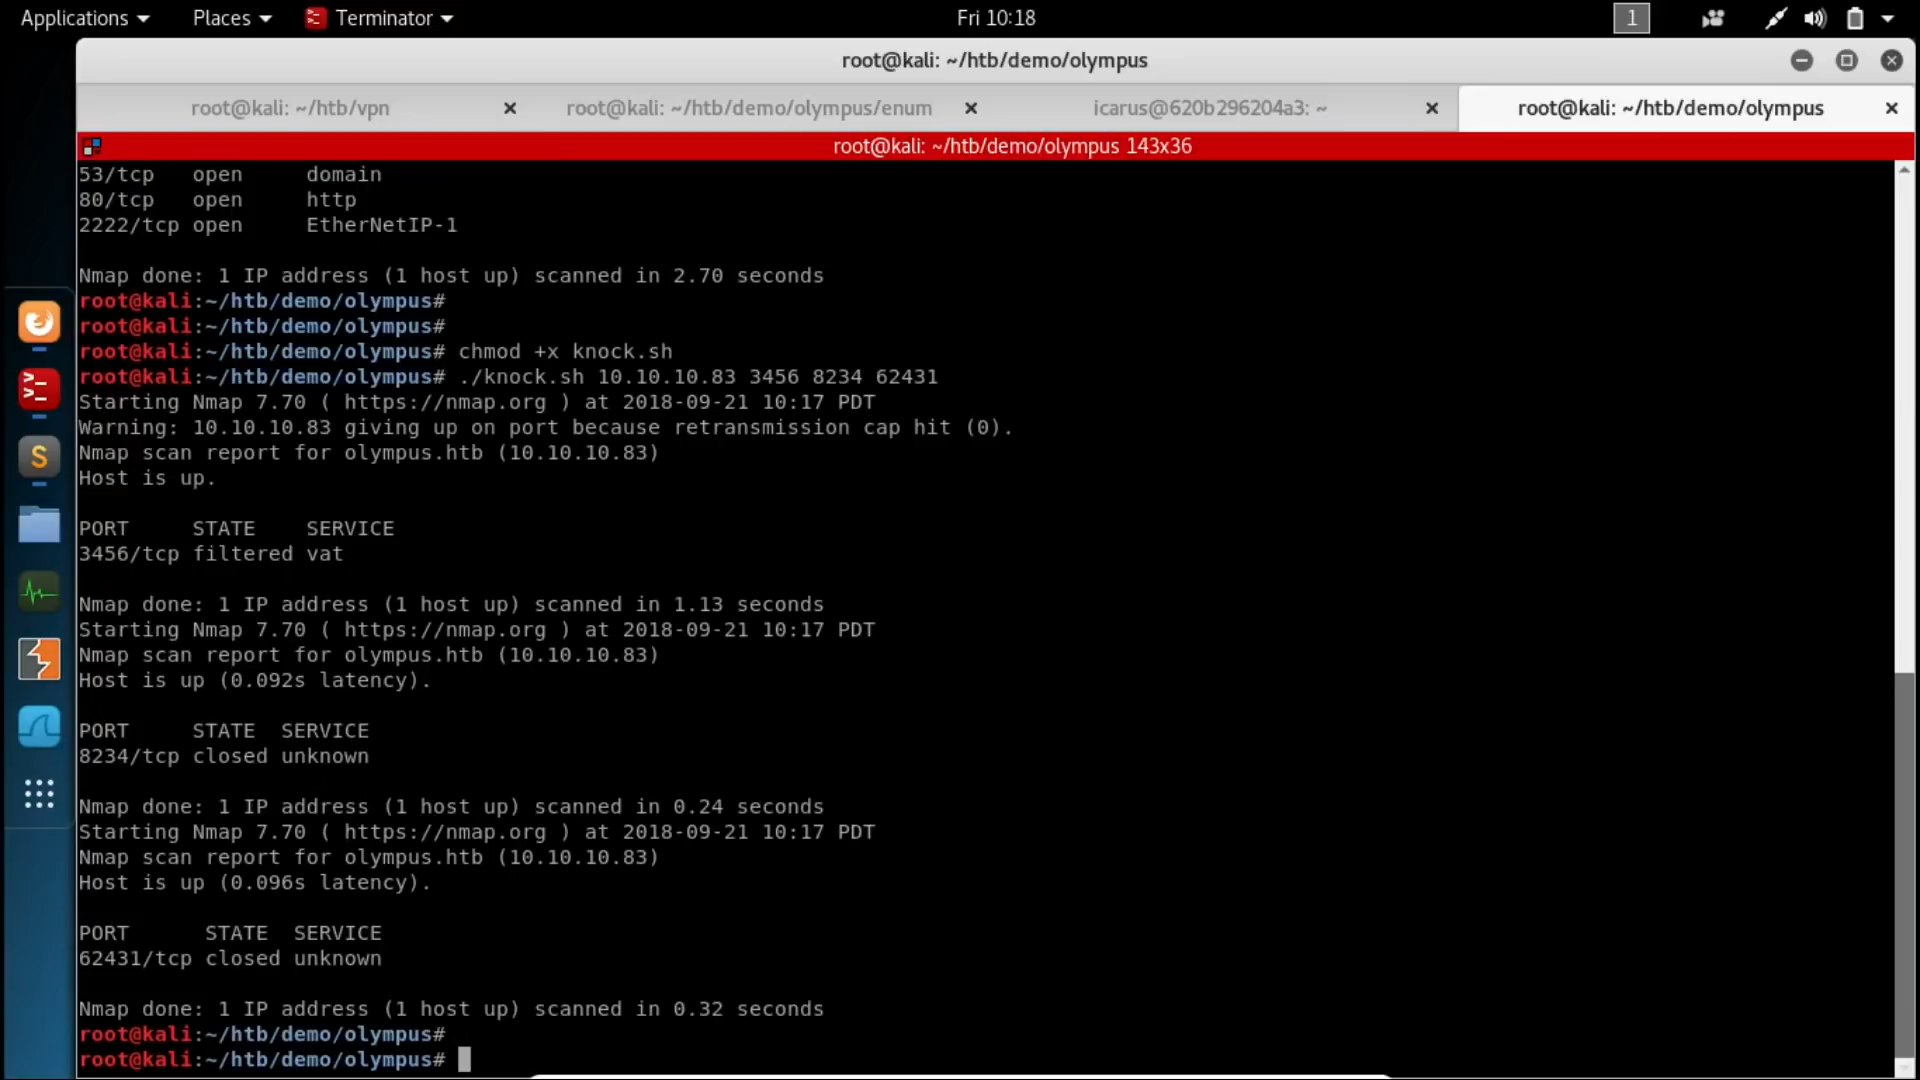 Applications Places Terminator Fri 10:18 1
root@kali: ~/htb/demo/olympus
root@kali: ~/htb/vpn root@kali: ~/htb/demo/olympus/enum icarus@620b296204a3: ~ root@kali: ~/htb/demo/olympus
root@kali: ~/htb/demo/olympus 143x36
53/tcp   open     domain
80/tcp   open     http
2222/tcp open     EtherNetIP-1
Nmap done: 1 IP address (1 host up) scanned in 2.70 seconds
root@kali:~/htb/demo/olympus#
root@kali:~/htb/demo/olympus#
root@kali:~/htb/demo/olympus# chmod +x knock.sh
root@kali:~/htb/demo/olympus# ./knock.sh 10.10.10.83 3456 8234 62431
Starting Nmap 7.70 ( https://nmap.org ) at 2018-09-21 10:17 PDT
Warning: 10.10.10.83 giving up on port because retransmission cap hit (0).
Nmap scan report for olympus.htb (10.10.10.83)
Host is up.
PORT     STATE    SERVICE
3456/tcp filtered vat
Nmap done: 1 IP address (1 host up) scanned in 1.13 seconds
Starting Nmap 7.70 ( https://nmap.org ) at 2018-09-21 10:17 PDT
Nmap scan report for olympus.htb (10.10.10.83)
Host is up (0.092s latency).
PORT     STATE  SERVICE
8234/tcp closed unknown
Nmap done: 1 IP address (1 host up) scanned in 0.24 seconds
Starting Nmap 7.70 ( https://nmap.org ) at 2018-09-21 10:17 PDT
Nmap scan report for olympus.htb (10.10.10.83)
Host is up (0.096s latency).
PORT      STATE  SERVICE
62431/tcp closed unknown
Nmap done: 1 IP address (1 host up) scanned in 0.32 seconds
root@kali:~/htb/demo/olympus#
root@kali:~/htb/demo/olympus#